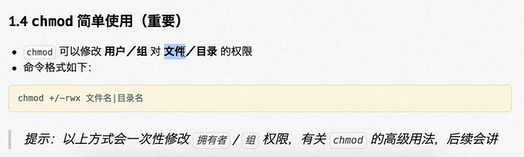 1.4 chmod 简单使用（重要）
• chmod 可以修改 用户／组 对 文件／目录 的权限
• 命令格式如下：
chmod +/-rwx 文件名|目录名
提示：以上方式会一次性修改 拥有者 / 组 权限，有关 chmod 的高级用法，后续会讲